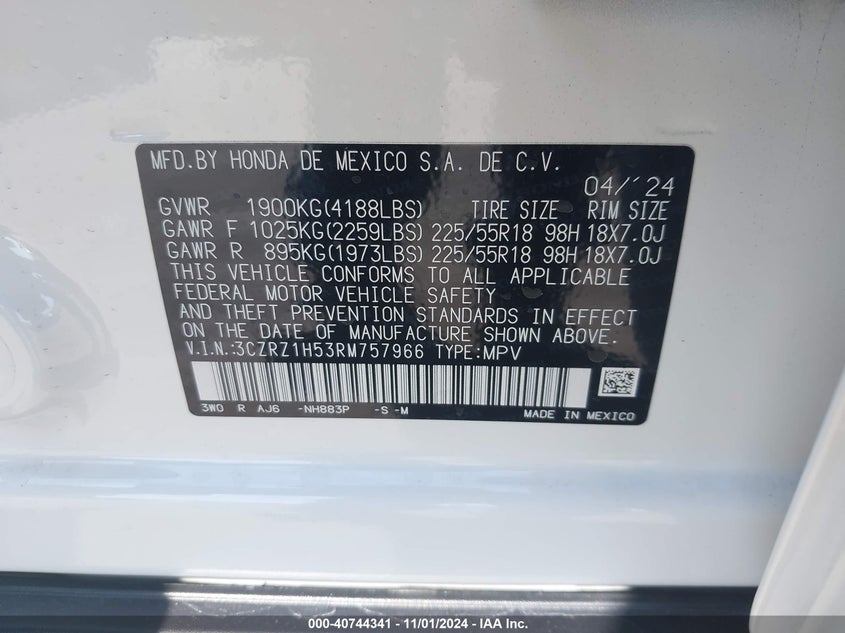 MFD.BY HONDA DE MEXICO S.A. DE C.V.
04/'24
GVWR 1900KG(4188LBS) TIRE SIZE RIM SIZE
GAWR F 1025KG(2259LBS) 225/55R18 98H 18X7.0J
GAWR R 895KG(1973LBS) 225/55R18 98H 18X7.0J
THIS VEHICLE CONFORMS TO ALL APPLICABLE
FEDERAL MOTOR VEHICLE SAFETY
AND THEFT PREVENTION STANDARDS IN EFFECT
ON THE DATE OF MANUFACTURE SHOWN ABOVE.
V.I.N.:3CZRZ1H53RM757966 TYPE:MPV
3W0 R AJ6 -NH883P -S -M MADE IN MEXICO
000-40744341 - 11/01/2024 - IAA Inc.